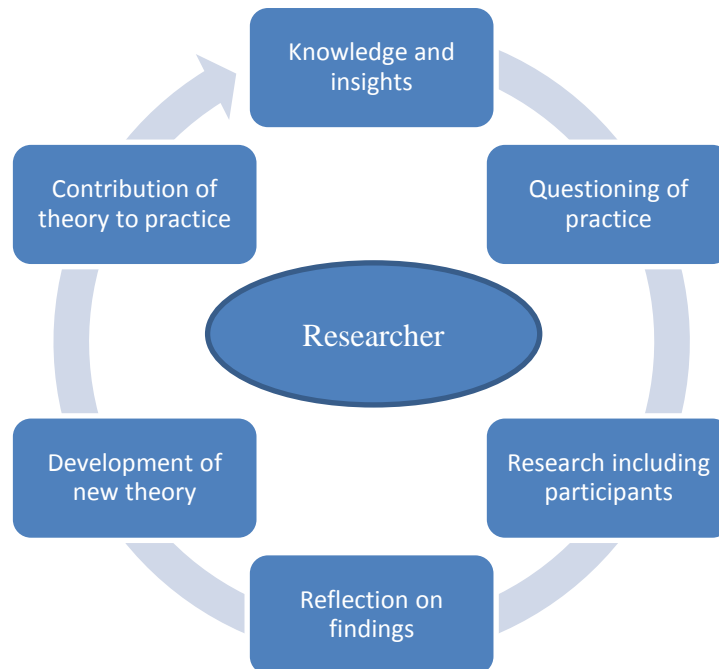 Knowledge and
insights
Questioning of
practice
Research including
participants
Reflection on
findings
Development of
new theory
Contribution of
theory to practice
Researcher